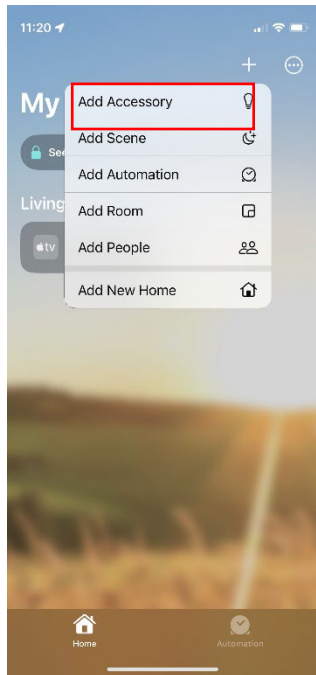 11:20
My
Add Accessory
Add Scene
Se
Add Automation
Living
Add Room
tv
Add People
Add New Home
Home
Automation